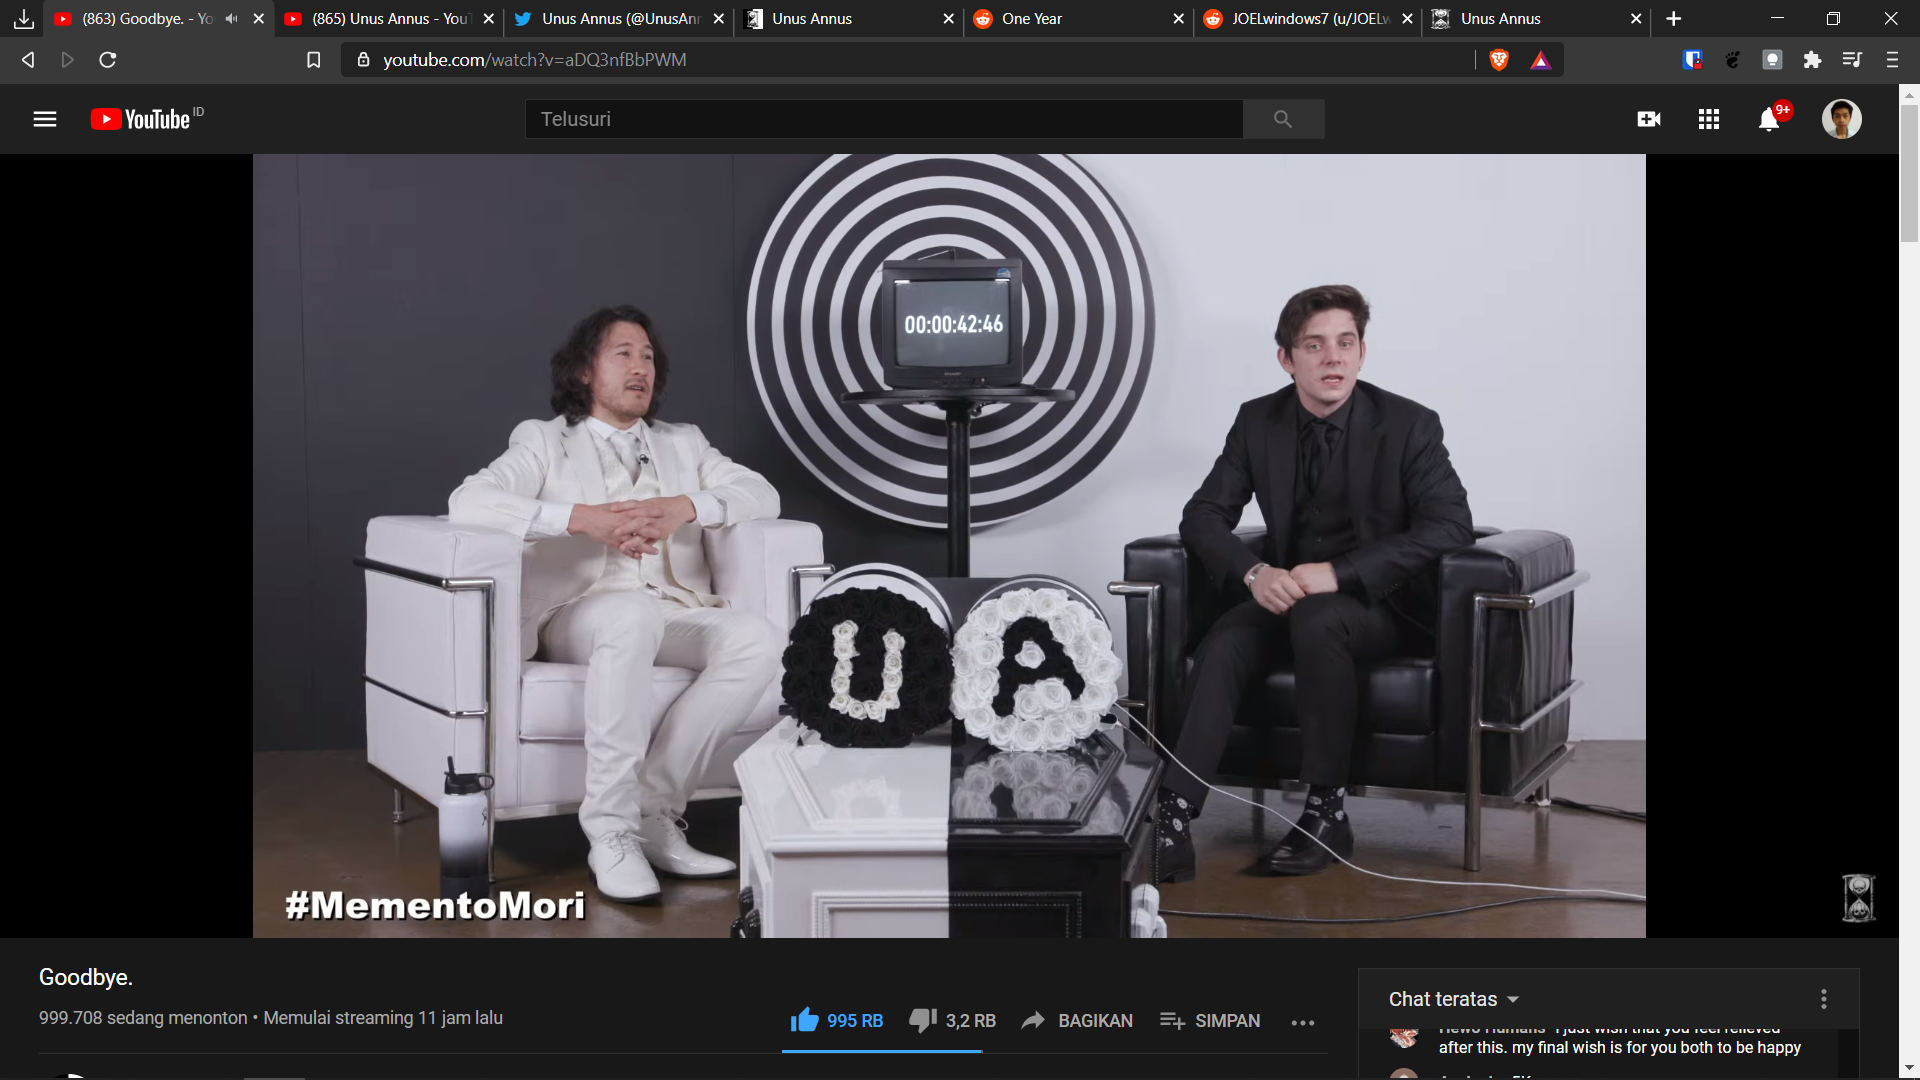 (863) Goodbye. - Yo
(865) Unus Annus - YouT
Unus Annus (@UnusAnn
Unus Annus
One Year
JOELwindows7 (u/JOELw
Unus Annus
youtube.com/watch?v=aDQ3nfBbPWM
YouTube ID
Telusuri
9+
00:00:42:46
U A
#MementoMori
Goodbye.
999.708 sedang menonton • Memulai streaming 11 jam lalu
995 RB
3,2 RB
BAGIKAN
SIMPAN
Chat teratas
I just wish that you feel relieved
after this. my final wish is for you both to be happy